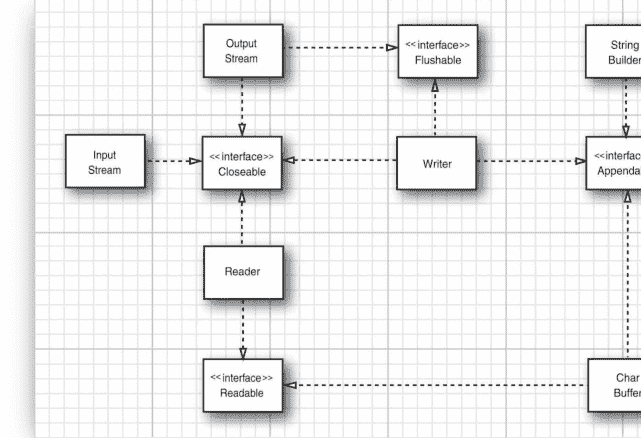 Output
Stream
<<interface>>
Flushable
String
Builder
Input
Stream
<<interface>>
Closeable
Writer
<<interfac
Appenda
Reader
<<interface>>
Readable
Char
Buffer